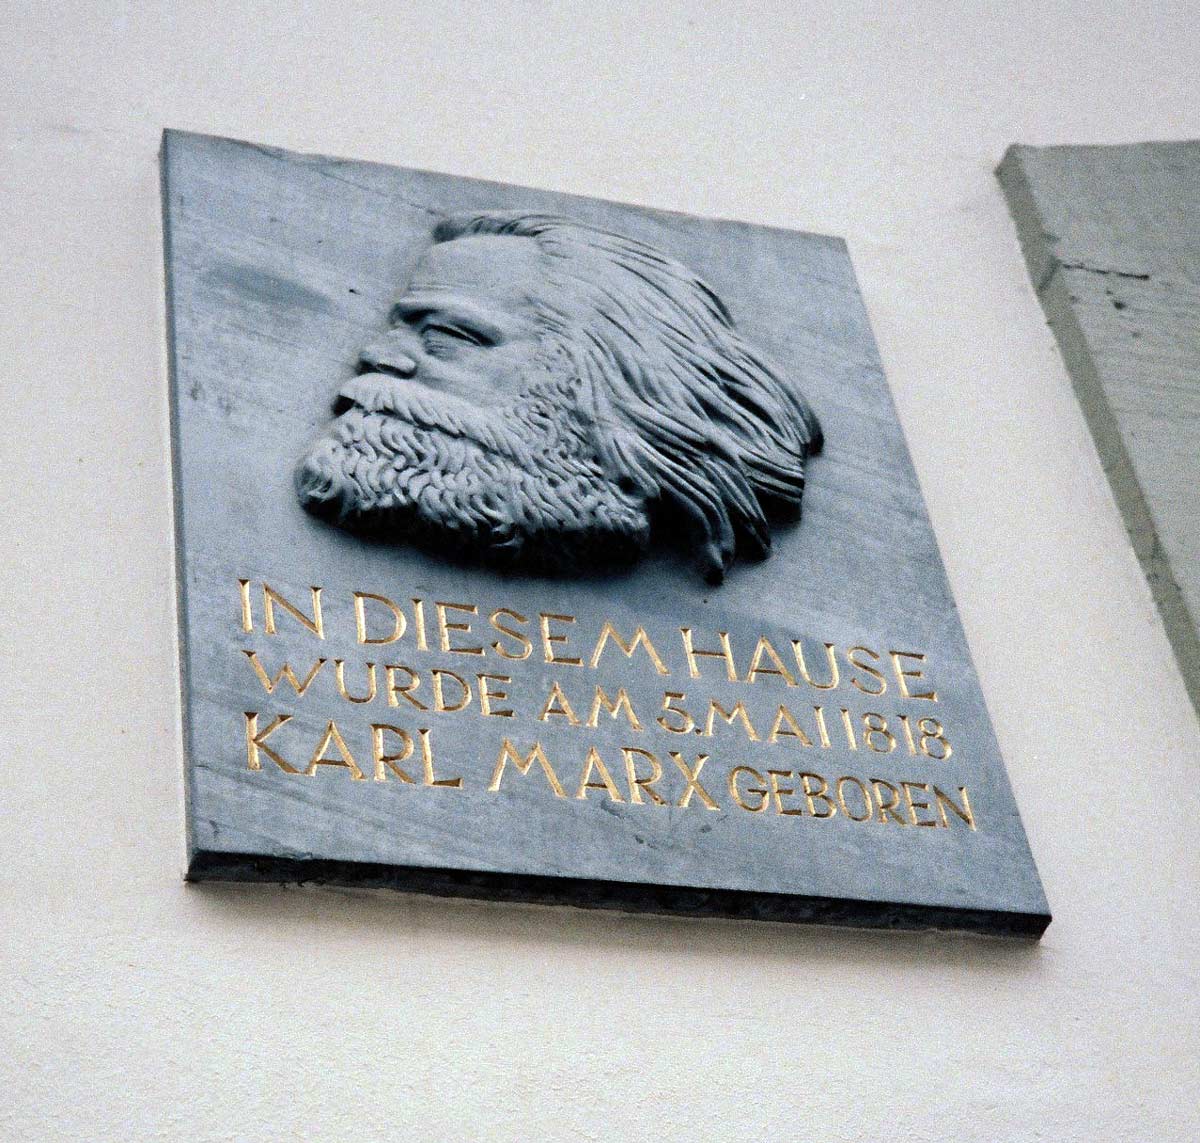 IN DIESEM HAUSE
WURDE AM 5. MAI 1818
KARL MARX GEBOREN